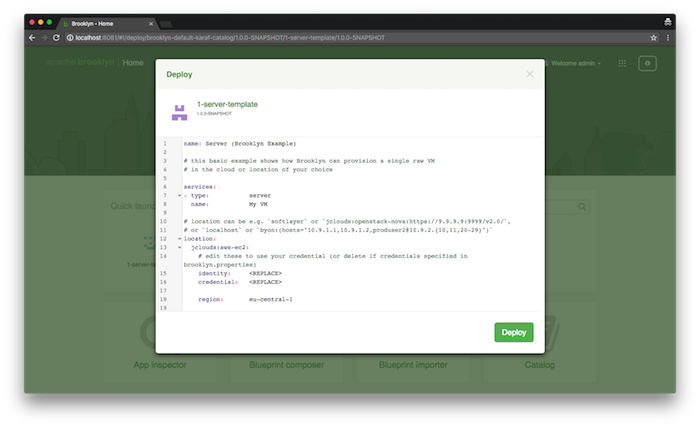 Brooklyn - Home
localhost:8081/#!/deploy/brooklyn-default-karaf-catalog/1.0.0-SNAPSHOT/1-server-template/1.0.0-SNAPSHOT
apache brooklyn Home
Welcome admin
Deploy
1-server-template
1.0.0-SNAPSHOT
Quick laun
1-server-te
1 name: Server (Brooklyn Example)
2
3 # this basic example shows how Brooklyn can provision a single raw VM
4 # in the cloud or location of your choice
5
6 services:
7 - type: server
8 name: My VM
9
10 # location can be e.g. `softlayer` or `jclouds:openstack-nova:https://9.9.9.9:9999/v2.0/`,
11 # or `localhost` or `byon:(hosts="10.9.1.1,10.9.1.2,produser2@10.9.2.{10,11,20-29}")`
12 location:
13 jclouds:aws-ec2:
14 # edit these to use your credential (or delete if credentials specified in
brooklyn.properties)
15 identity: <REPLACE>
16 credential: <REPLACE>
17
18 region: eu-central-1
19
Deploy
App inspector
Blueprint composer
Blueprint importer
Catalog